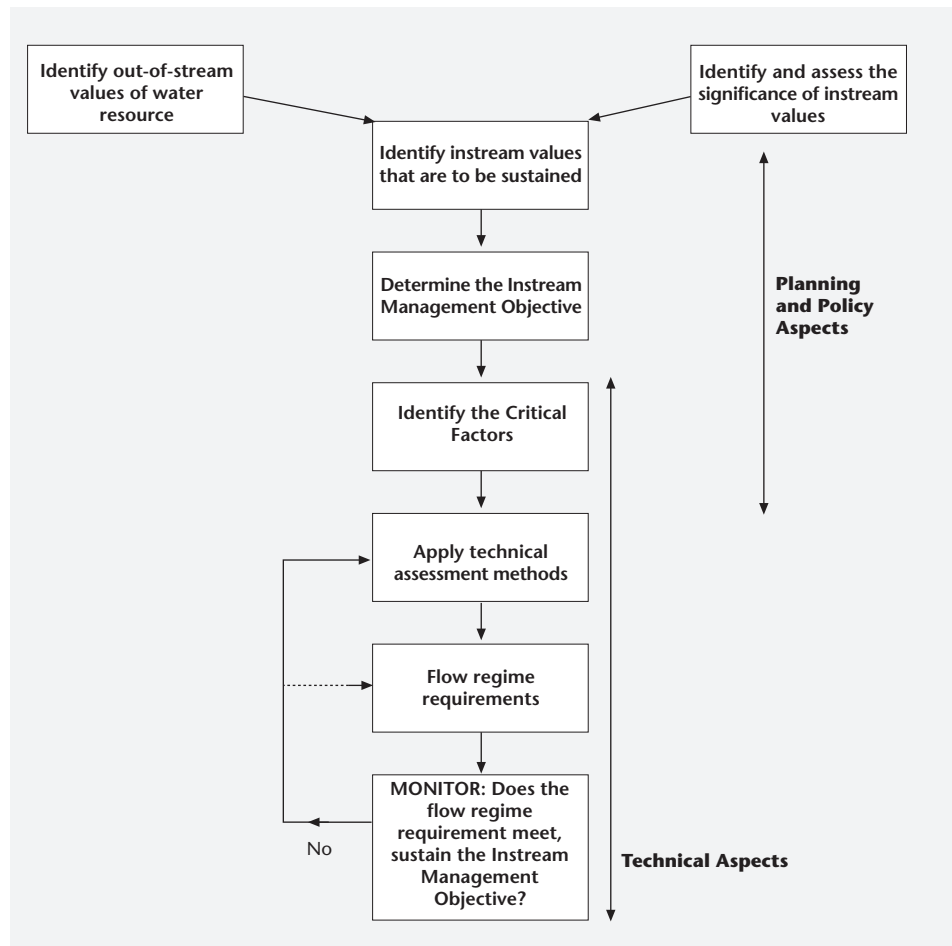 Identify out-of-stream
values of water
resource
Identify and assess the
significance of instream
values
Identify instream values
that are to be sustained
Determine the Instream
Management Objective
Planning
and Policy
Aspects
Identify the Critical
Factors
Apply technical
assessment methods
Flow regime
requirements
MONITOR: Does the
flow regime
requirement meet,
sustain the Instream
Management
Objective?
No
Technical Aspects